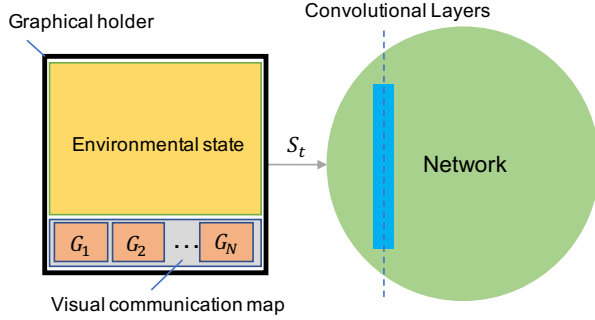 Graphical holder
Convolutional Layers
Environmental state
S_t
Network
G_1 G_2 ... G_N
Visual communication map